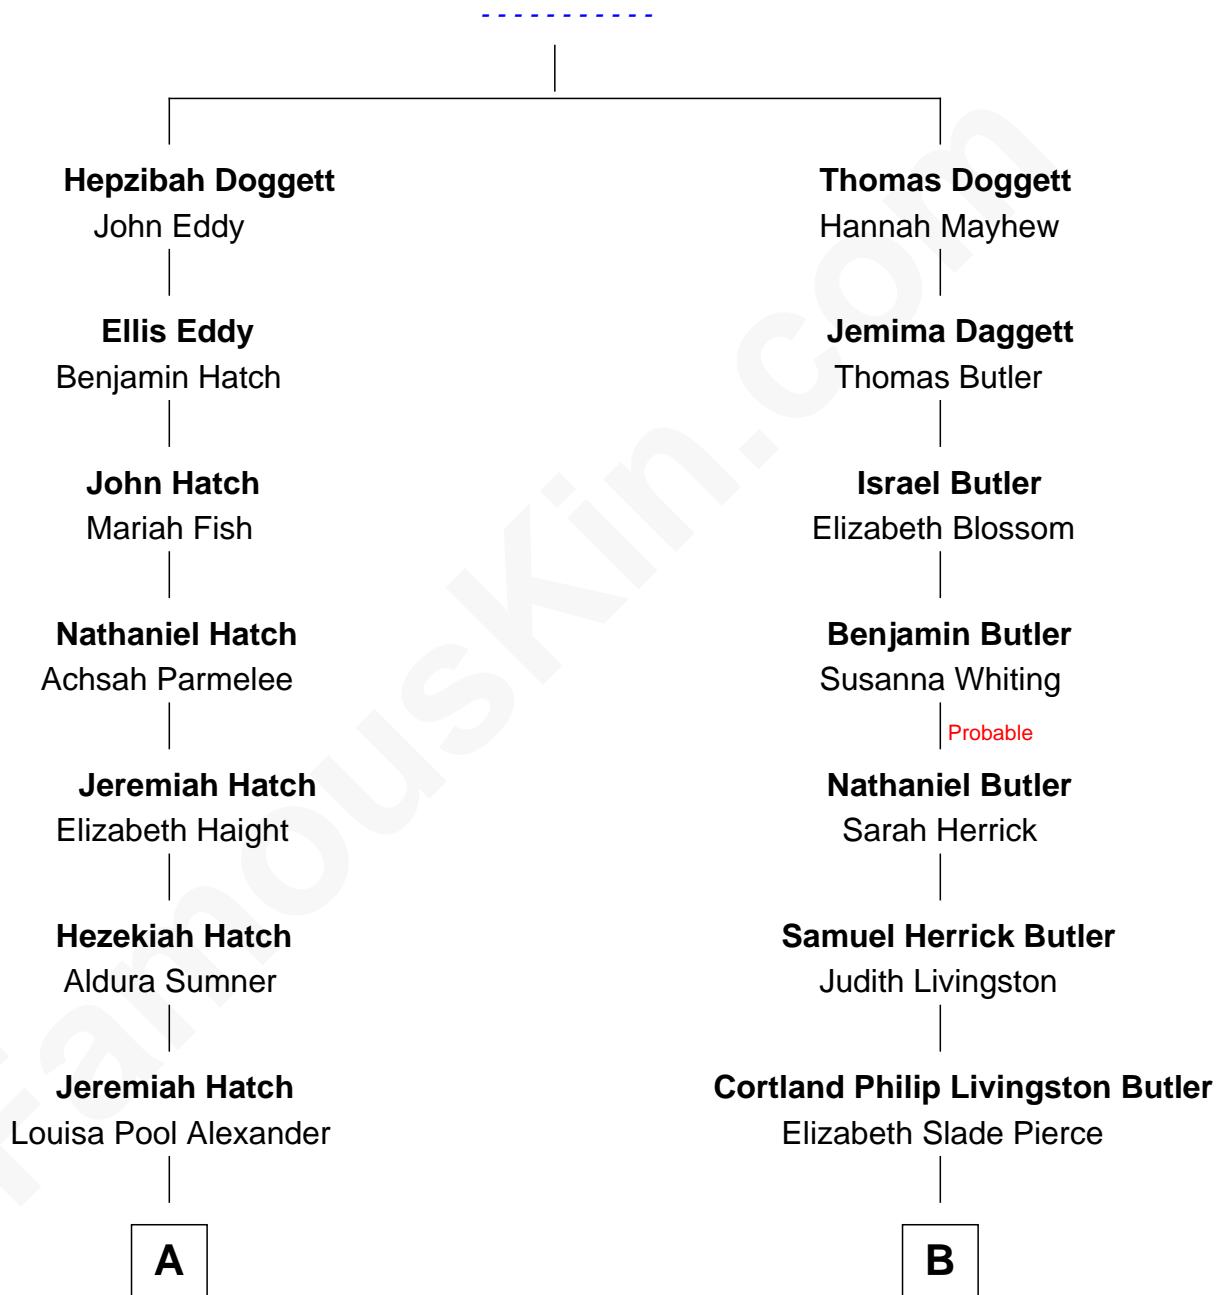 - - - - - - - - - - -
Hepzibah Doggett
John Eddy
Thomas Doggett
Hannah Mayhew
Ellis Eddy
Benjamin Hatch
Jemima Daggett
Thomas Butler
John Hatch
Mariah Fish
Israel Butler
Elizabeth Blossom
Nathaniel Hatch
Achsah Parmelee
Benjamin Butler
Susanna Whiting
Probable
Jeremiah Hatch
Elizabeth Haight
Nathaniel Butler
Sarah Herrick
Hezekiah Hatch
Aldura Sumner
Samuel Herrick Butler
Judith Livingston
Jeremiah Hatch
Louisa Pool Alexander
Cortland Philip Livingston Butler
Elizabeth Slade Pierce
A
B
FamousKin.com